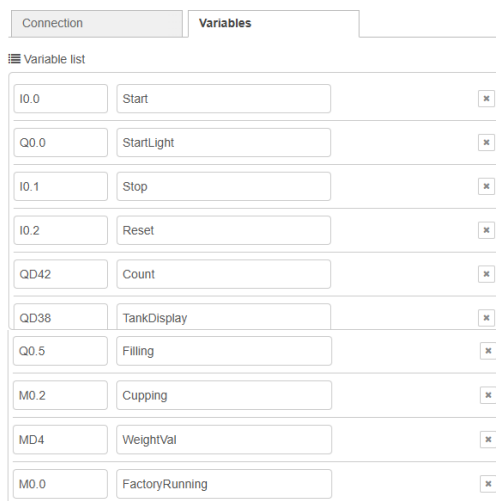 Connection Variables
Variable list
I0.0 Start
Q0.0 StartLight
I0.1 Stop
I0.2 Reset
QD42 Count
QD38 TankDisplay
Q0.5 Filling
M0.2 Cupping
MD4 WeightVal
M0.0 FactoryRunning